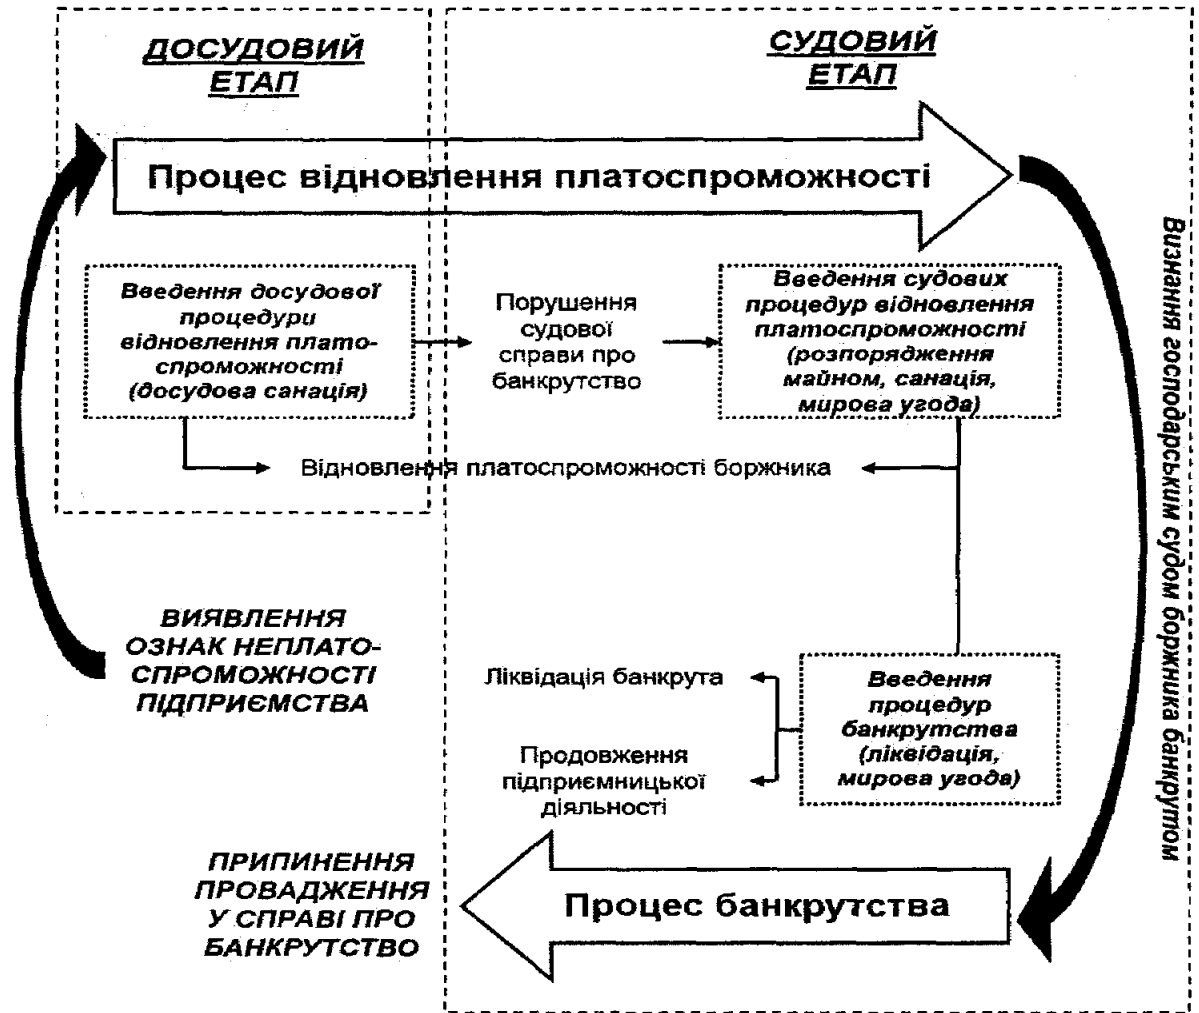 ДОСУДОВИЙ
ЕТАП
СУДОВИЙ
ЕТАП
Процес відновлення платоспроможності
Введення досудової
процедури
відновлення плато-
спроможності
(досудова санація)
Порушення
судової
справи про
банкрутство
Введення судових
процедур відновлення
платоспроможності
(розпорядження
майном, санація,
мирова угода)
Відновлення платоспроможності боржника
Визнання господарським судом боржника банкрутом
ВИЯВЛЕННЯ
ОЗНАК НЕПЛАТО-
СПРОМОЖНОСТІ
ПІДПРИЄМСТВА
Ліквідація банкрута
Продовження
підприємницької
діяльності
Введення
процедур
банкрутства
(ліквідація,
мирова угода)
ПРИПИНЕННЯ
ПРОВАДЖЕННЯ
У СПРАВІ ПРО
БАНКРУТСТВО
Процес банкрутства